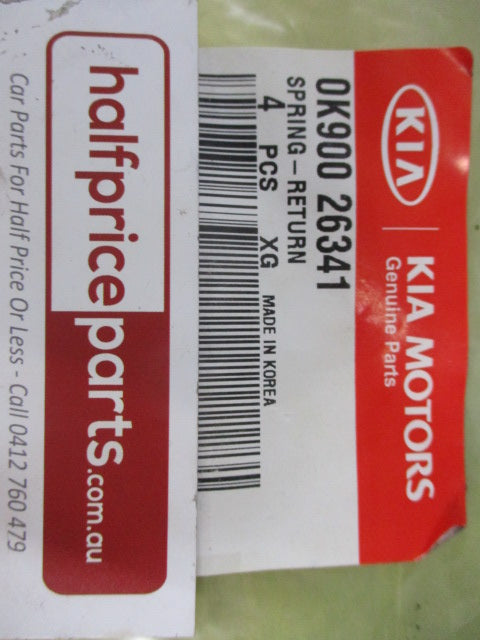 KIA
KIA MOTORS
Genuine Parts
0K900 26341
SPRING-RETURN
4 PCS XG MADE IN KOREA
halfpriceparts.com.au
Car Parts For Half Price Or Less - Call 0412 760 479